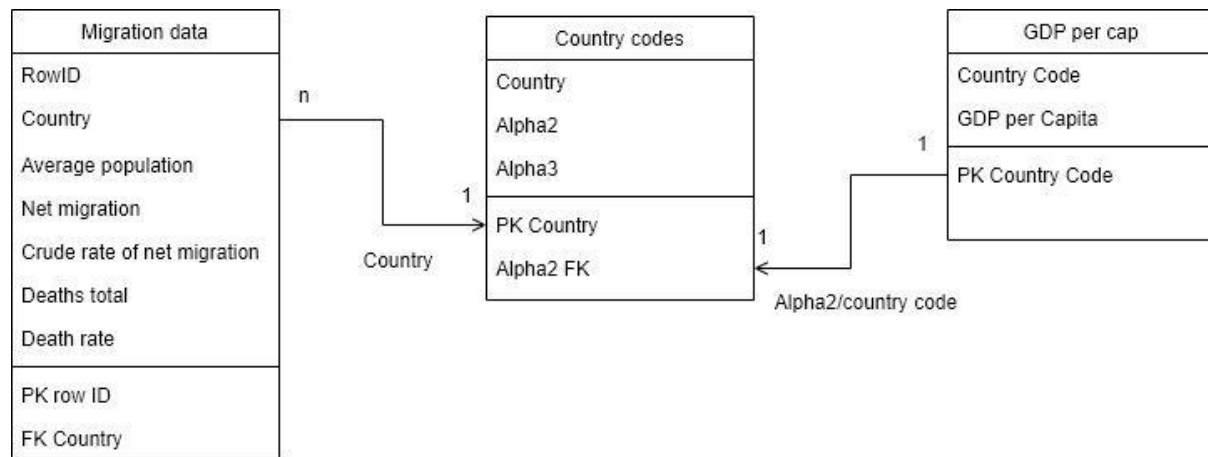 Migration data
RowID
Country
Average population
Net migration
Crude rate of net migration
Deaths total
Death rate
PK row ID
FK Country
n
1
Country
Country codes
Country
Alpha2
Alpha3
PK Country
Alpha2 FK
1
1
Alpha2/country code
GDP per cap
Country Code
GDP per Capita
PK Country Code